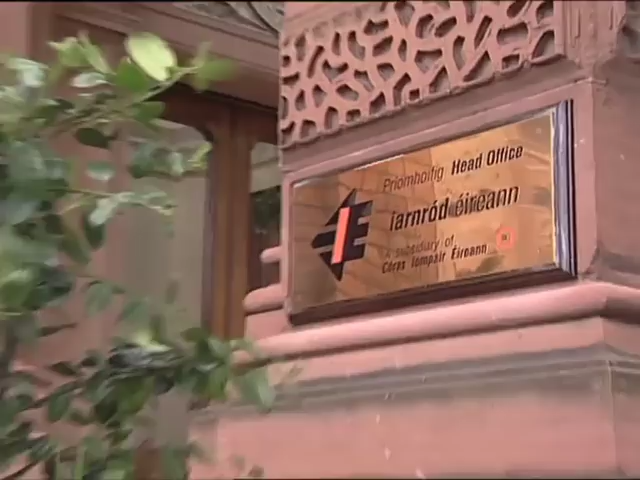 Príomhoifig Head Office
iarnród éireann
A subsidiary of
Córas Iompair Éireann